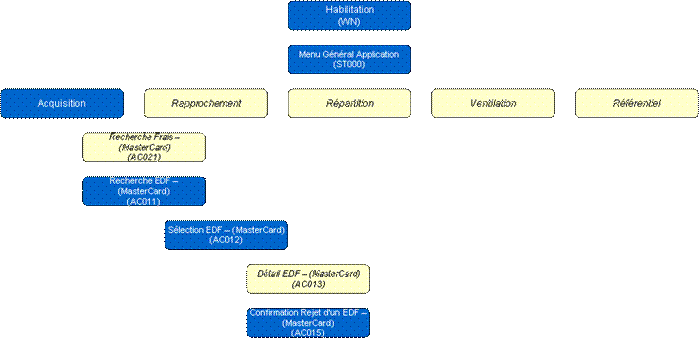 Habilitation
(WN)
Menu Général Application
(ST000)
Acquisition
Rapprochement
Répartition
Ventilation
Référentiel
Recherche Frais –
(MasterCard)
(AC021)
Recherche EDF –
(MasterCard)
(AC011)
Sélection EDF – (MasterCard)
(AC012)
Détail EDF – (MasterCard)
(AC013)
Confirmation Rejet d'un EDF –
(MasterCard)
(AC015)